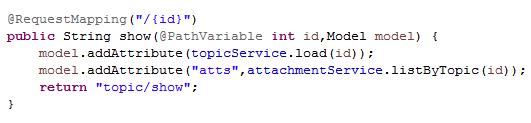 @RequestMapping("/{id}")
public String show(@PathVariable int id,Model model) {
    model.addAttribute(topicService.load(id));
    model.addAttribute("atts",attachmentService.listByTopic(id));
    return "topic/show";
}